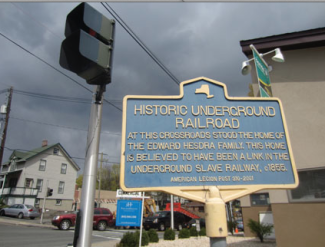 HISTORIC UNDERGROUND
RAILROAD
AT THIS CROSSROADS STOOD THE HOME OF
THE EDWARD HESDRA FAMILY. THIS HOME
IS BELIEVED TO HAVE BEEN A LINK IN THE
UNDERGROUND SLAVE RAILWAY, c.1855.
AMERICAN LEGION POST